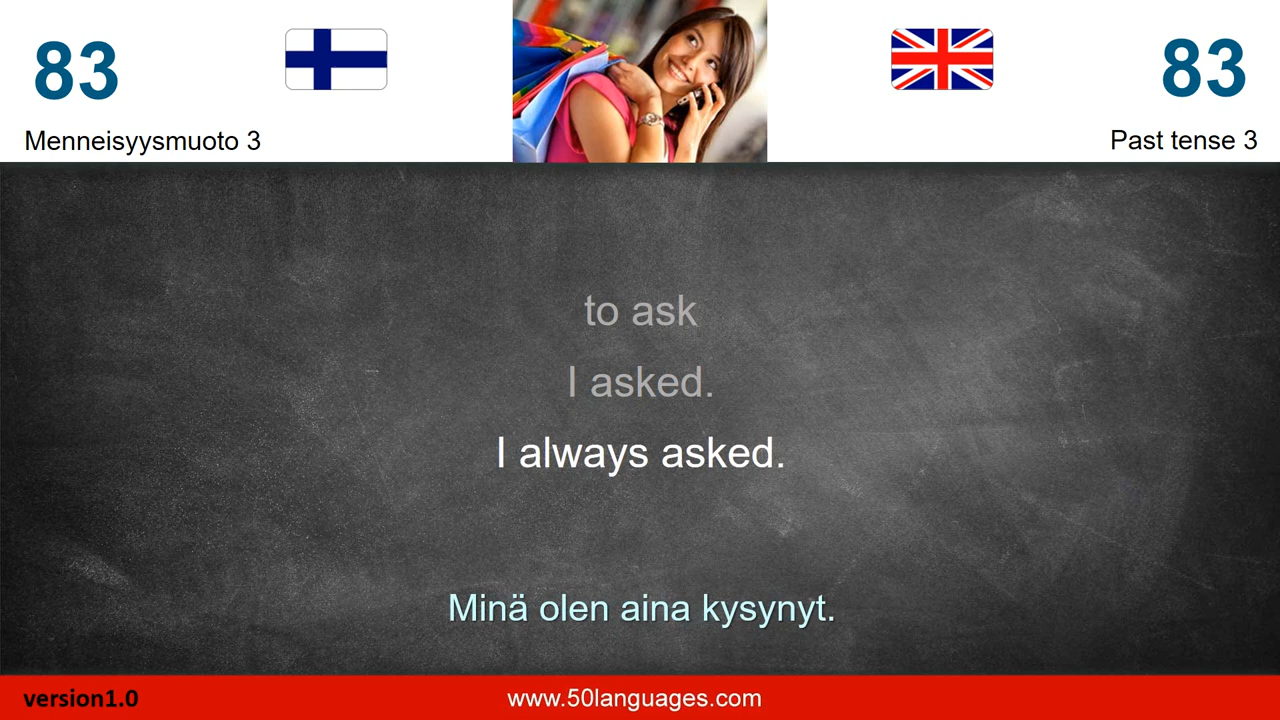 83
83
Menneisyysmuoto 3
Past tense 3
to ask
I asked.
I always asked.
Minä olen aina kysynyt.
version1.0
www.50languages.com